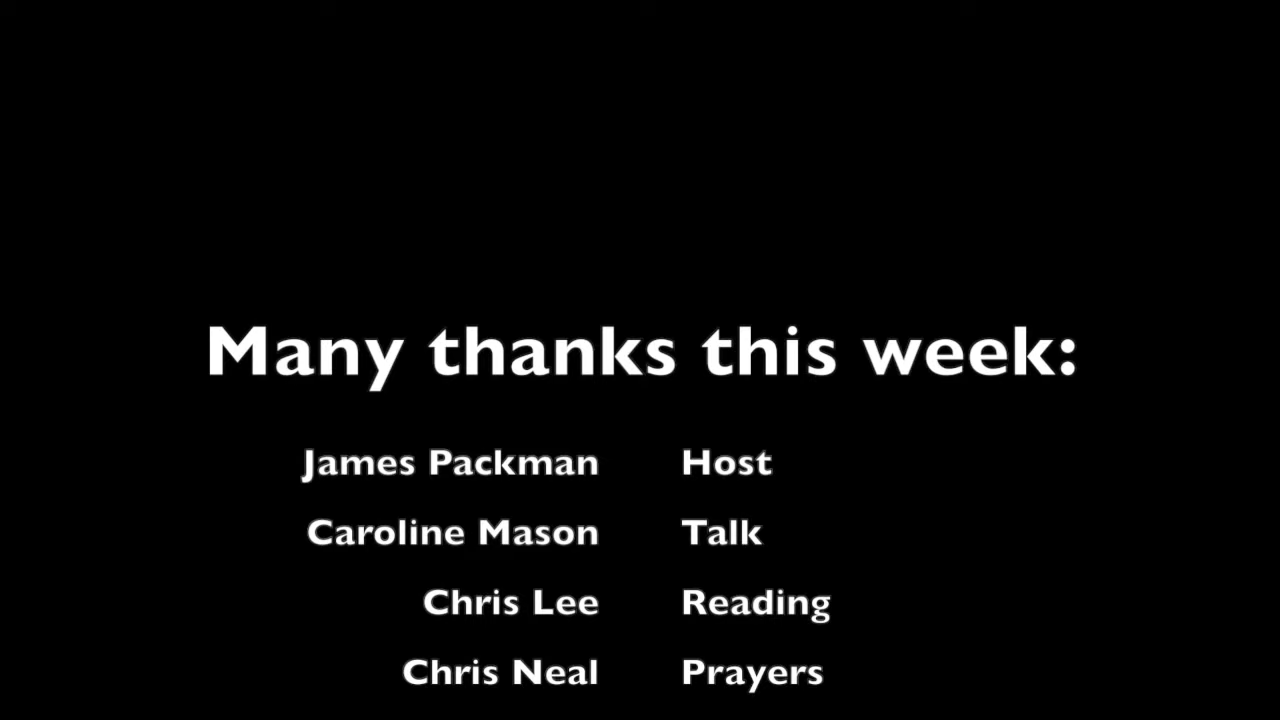 Many thanks this week:
James Packman Host
Caroline Mason Talk
Chris Lee Reading
Chris Neal Prayers